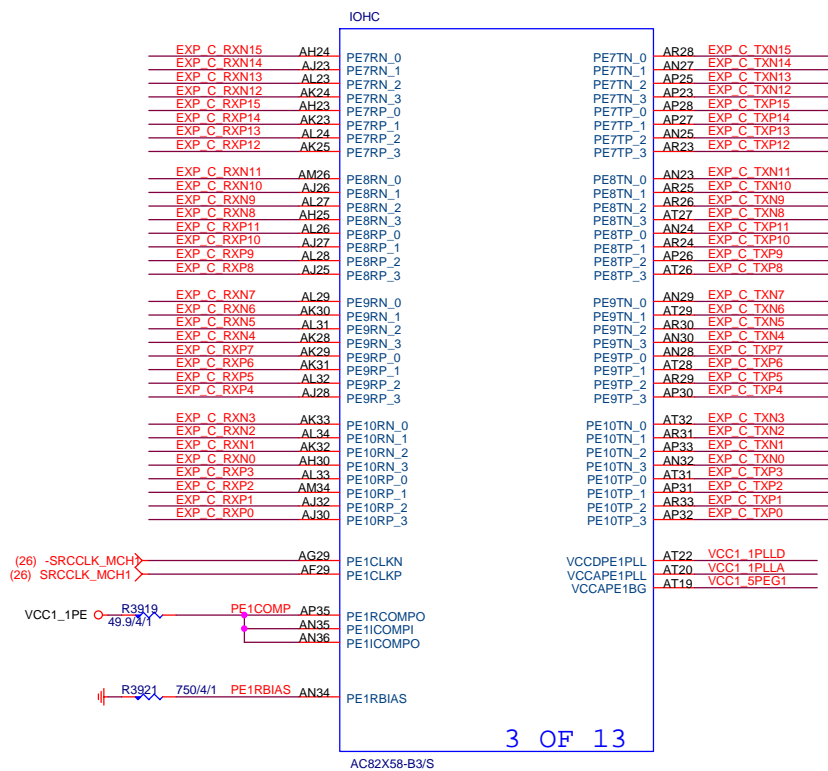 IOHC
EXP_C_RXN15 AH24 PE7RN_0 PE7TN_0 AR28 EXP_C_TXN15
EXP_C_RXN14 AJ23 PE7RN_1 PE7TN_1 AN27 EXP_C_TXN14
EXP_C_RXN13 AL23 PE7RN_2 PE7TN_2 AP25 EXP_C_TXN13
EXP_C_RXN12 AK24 PE7RN_3 PE7TN_3 AP23 EXP_C_TXN12
EXP_C_RXP15 AH23 PE7RP_0 PE7TP_0 AP28 EXP_C_TXP15
EXP_C_RXP14 AK23 PE7RP_1 PE7TP_1 AP27 EXP_C_TXP14
EXP_C_RXP13 AL24 PE7RP_2 PE7TP_2 AN25 EXP_C_TXP13
EXP_C_RXP12 AK25 PE7RP_3 PE7TP_3 AR23 EXP_C_TXP12
EXP_C_RXN11 AM26 PE8RN_0 PE8TN_0 AN23 EXP_C_TXN11
EXP_C_RXN10 AJ26 PE8RN_1 PE8TN_1 AR25 EXP_C_TXN10
EXP_C_RXN9 AL27 PE8RN_2 PE8TN_2 AR26 EXP_C_TXN9
EXP_C_RXN8 AH25 PE8RN_3 PE8TN_3 AT27 EXP_C_TXN8
EXP_C_RXP11 AL26 PE8RP_0 PE8TP_0 AN24 EXP_C_TXP11
EXP_C_RXP10 AJ27 PE8RP_1 PE8TP_1 AR24 EXP_C_TXP10
EXP_C_RXP9 AL28 PE8RP_2 PE8TP_2 AP26 EXP_C_TXP9
EXP_C_RXP8 AJ25 PE8RP_3 PE8TP_3 AT26 EXP_C_TXP8
EXP_C_RXN7 AL29 PE9RN_0 PE9TN_0 AN29 EXP_C_TXN7
EXP_C_RXN6 AK30 PE9RN_1 PE9TN_1 AT29 EXP_C_TXN6
EXP_C_RXN5 AL31 PE9RN_2 PE9TN_2 AR30 EXP_C_TXN5
EXP_C_RXN4 AK28 PE9RN_3 PE9TN_3 AN30 EXP_C_TXN4
EXP_C_RXP7 AK29 PE9RP_0 PE9TP_0 AN28 EXP_C_TXP7
EXP_C_RXP6 AK31 PE9RP_1 PE9TP_1 AT28 EXP_C_TXP6
EXP_C_RXP5 AL32 PE9RP_2 PE9TP_2 AR29 EXP_C_TXP5
EXP_C_RXP4 AJ28 PE9RP_3 PE9TP_3 AP30 EXP_C_TXP4
EXP_C_RXN3 AK33 PE10RN_0 PE10TN_0 AT32 EXP_C_TXN3
EXP_C_RXN2 AL34 PE10RN_1 PE10TN_1 AR31 EXP_C_TXN2
EXP_C_RXN1 AK32 PE10RN_2 PE10TN_2 AP33 EXP_C_TXN1
EXP_C_RXN0 AH30 PE10RN_3 PE10TN_3 AN32 EXP_C_TXN0
EXP_C_RXP3 AL33 PE10RP_0 PE10TP_0 AT31 EXP_C_TXP3
EXP_C_RXP2 AM34 PE10RP_1 PE10TP_1 AP31 EXP_C_TXP2
EXP_C_RXP1 AJ32 PE10RP_2 PE10TP_2 AR33 EXP_C_TXP1
EXP_C_RXP0 AJ30 PE10RP_3 PE10TP_3 AP32 EXP_C_TXP0
(26) -SRCCLK_MCH1 AG29 PE1CLKN VCCDPE1PLL AT22 VCC1_1PLLD
(26) SRCCLK_MCH1 AF29 PE1CLKP VCCAPE1PLL AT20 VCC1_1PLLA
VCCAPE1BG AT19 VCC1_5PEG1
VCC1_1PE R3919 49.9/4/1 PE1COMP AP35 PE1RCOMPO
AN35 PE1ICOMPI
AN36 PE1ICOMPO
R3921 750/4/1 PE1RBIAS AN34 PE1RBIAS
3 OF 13
AC82X58-B3/S